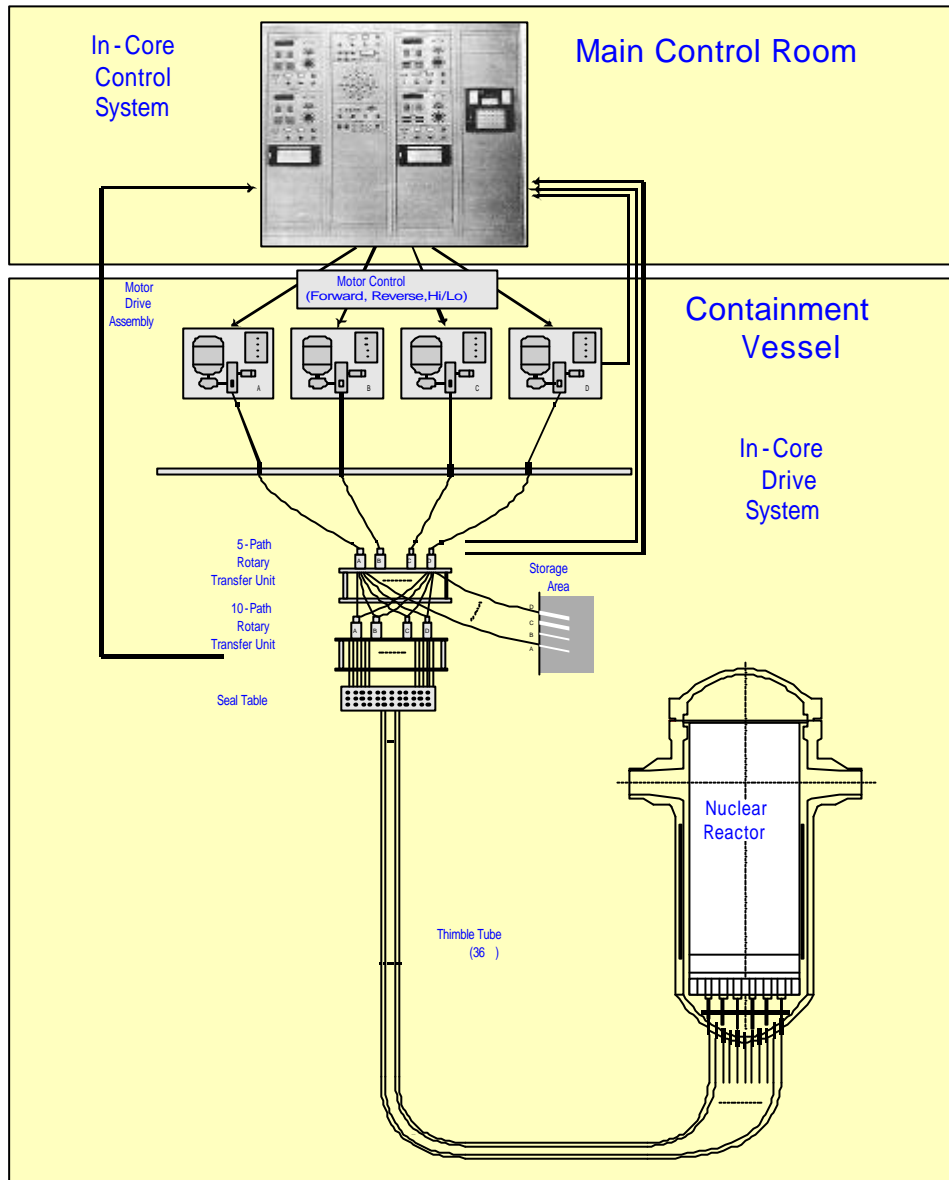 In-Core
Control
System
Main Control Room
Motor Control
(Forward, Reverse,Hi/Lo)
Motor
Drive
Assembly
Containment
Vessel
A
B
C
D
In-Core
Drive
System
5-Path
Rotary
Transfer Unit
A B C D
Storage
Area
D
C
B
A
10-Path
Rotary
Transfer Unit
A B C D
Seal Table
Nuclear
Reactor
Thimble Tube
(36 )